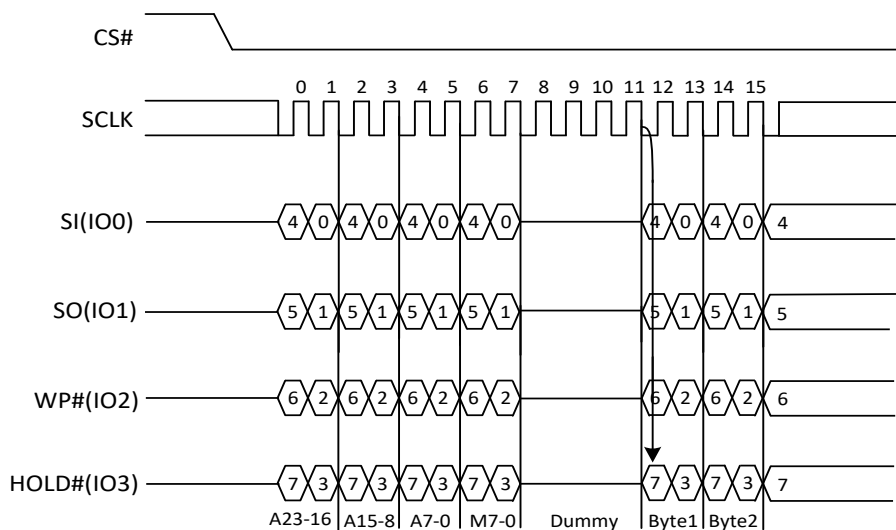 CS#
0 1 2 3 4 5 6 7 8 9 10 11 12 13 14 15
SCLK
SI(IO0) 4 0 4 0 4 0 4 0 4 0 4 0 4
SO(IO1) 5 1 5 1 5 1 5 1 5 1 5 1 5
WP#(IO2) 6 2 6 2 6 2 6 2 6 2 6 2 6
HOLD#(IO3) 7 3 7 3 7 3 7 3 7 3 7 3 7
A23-16 A15-8 A7-0 M7-0 Dummy Byte1 Byte2